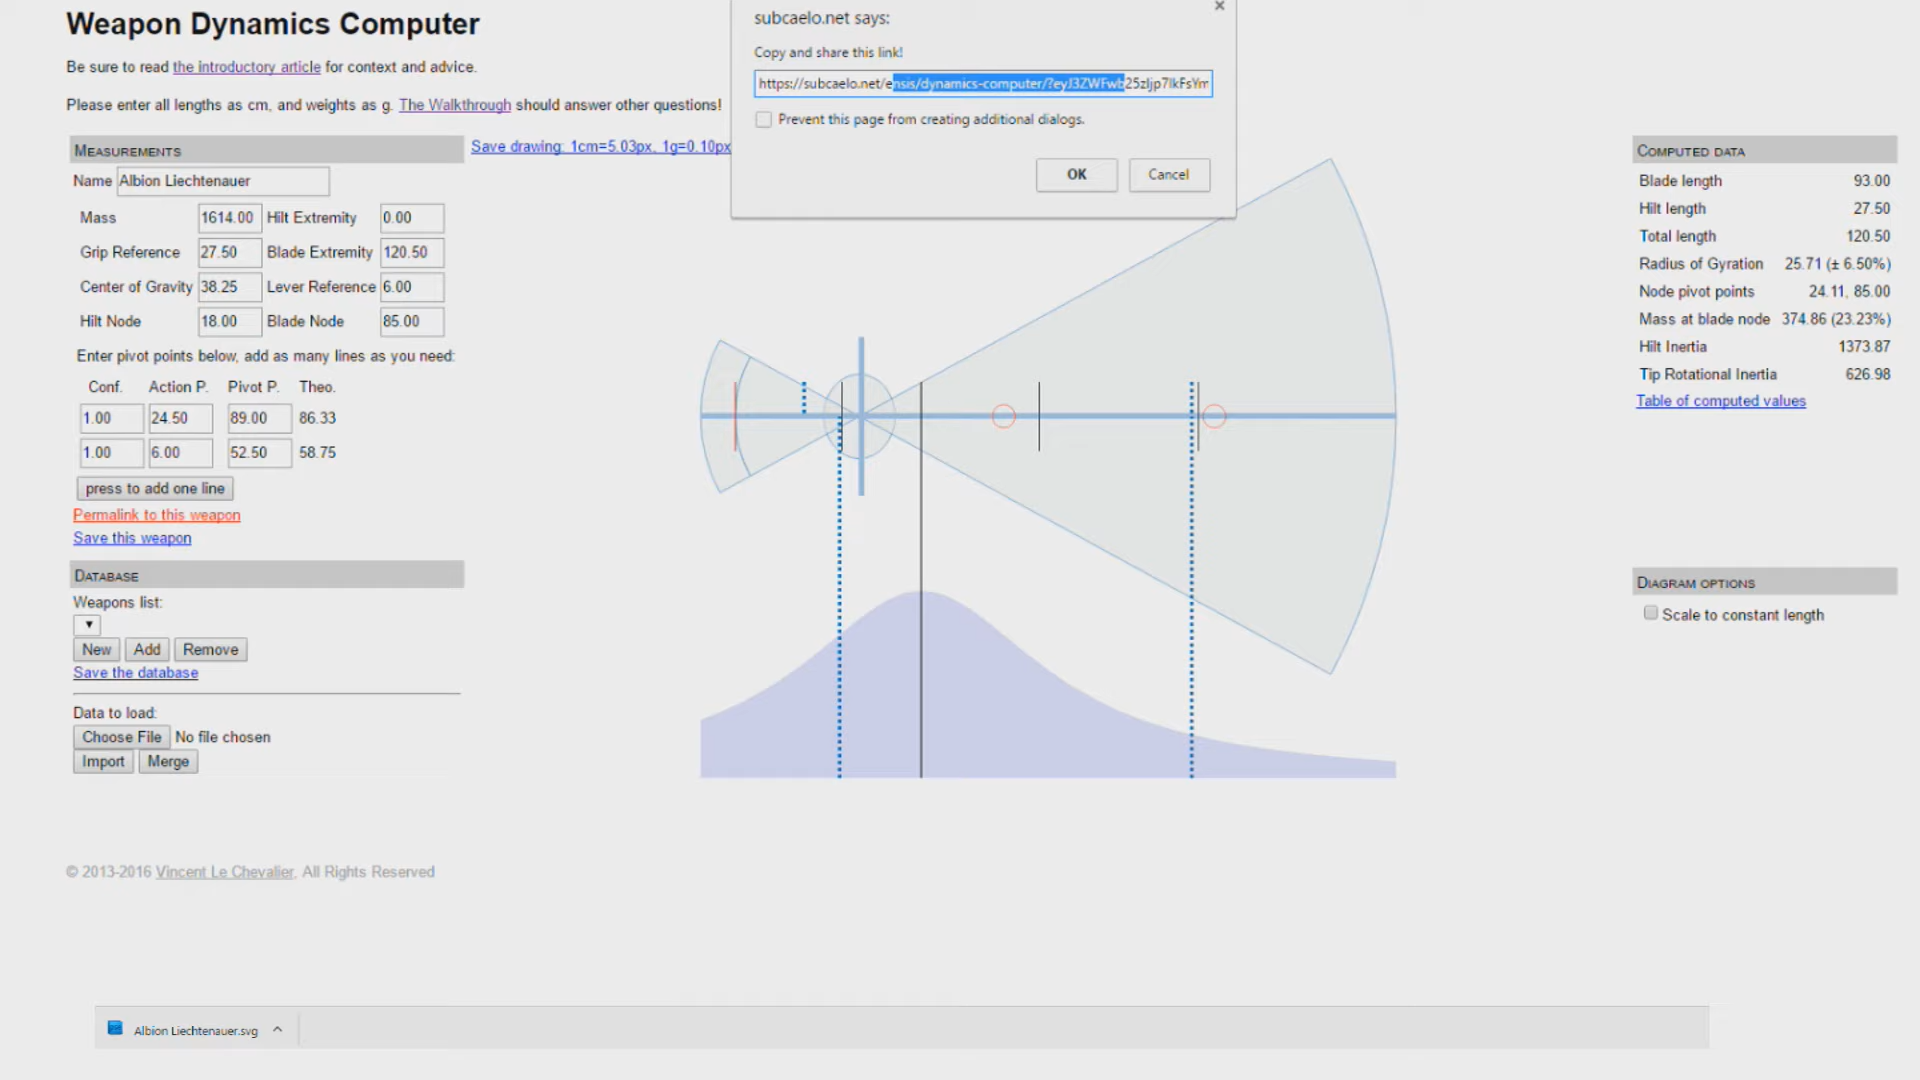 Weapon Dynamics Computer
Be sure to read the introductory article for context and advice.
Please enter all lengths as cm, and weights as g. The Walkthrough should answer other questions!
subcaelo.net says:
Copy and share this link!
https://subcaelo.net/ensis/dynamics-computer/?eyJ3ZWFwb25zIjp7IkFsYm
Prevent this page from creating additional dialogs.
OK Cancel
MEASUREMENTS
Save drawing: 1cm=5.03px, 1g=0.10px
Name Albion Liechtenauer
Mass 1614.00 Hilt Extremity 0.00
Grip Reference 27.50 Blade Extremity 120.50
Center of Gravity 38.25 Lever Reference 6.00
Hilt Node 18.00 Blade Node 85.00
Enter pivot points below, add as many lines as you need:
Conf. Action P. Pivot P. Theo.
1.00 24.50 89.00 86.33
1.00 6.00 52.50 58.75
press to add one line
Permalink to this weapon
Save this weapon
DATABASE
Weapons list:
New Add Remove
Save the database
Data to load:
Choose File No file chosen
Import Merge
COMPUTED DATA
Blade length 93.00
Hilt length 27.50
Total length 120.50
Radius of Gyration 25.71 (± 6.50%)
Node pivot points 24.11, 85.00
Mass at blade node 374.86 (23.23%)
Hilt Inertia 1373.87
Tip Rotational Inertia 626.98
Table of computed values
DIAGRAM OPTIONS
Scale to constant length
© 2013-2016 Vincent Le Chevalier, All Rights Reserved
Albion Liechtenauer.svg